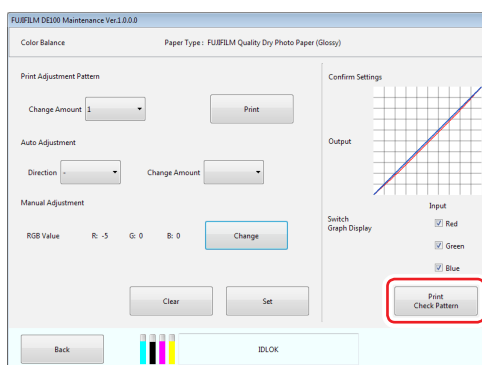 FUJIFILM DE100 Maintenance Ver.1.0.0.0
Color Balance
Paper Type : FUJIFILM Quality Dry Photo Paper (Glossy)
Print Adjustment Pattern
Change Amount 1
Print
Auto Adjustment
Direction -
Change Amount
Manual Adjustment
RGB Value R: -5 G: 0 B: 0
Change
Clear
Set
Confirm Settings
Output
Input
Switch
Graph Display
Red
Green
Blue
Print
Check Pattern
Back
IDLOK